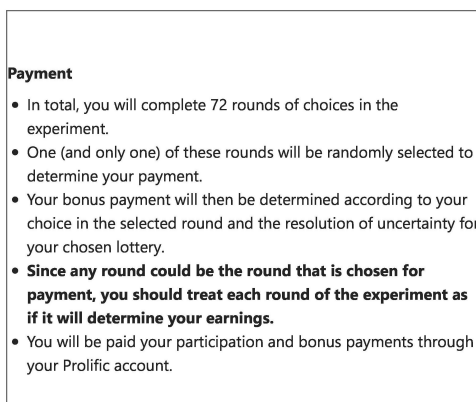 Payment
• In total, you will complete 72 rounds of choices in the
experiment.
• One (and only one) of these rounds will be randomly selected to
determine your payment.
• Your bonus payment will then be determined according to your
choice in the selected round and the resolution of uncertainty for
your chosen lottery.
• Since any round could be the round that is chosen for
payment, you should treat each round of the experiment as
if it will determine your earnings.
• You will be paid your participation and bonus payments through
your Prolific account.